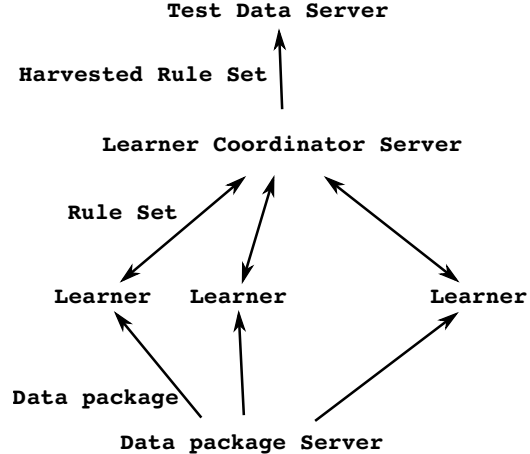 Test Data Server
Harvested Rule Set
Learner Coordinator Server
Rule Set
Learner
Learner
Learner
Data package
Data package Server